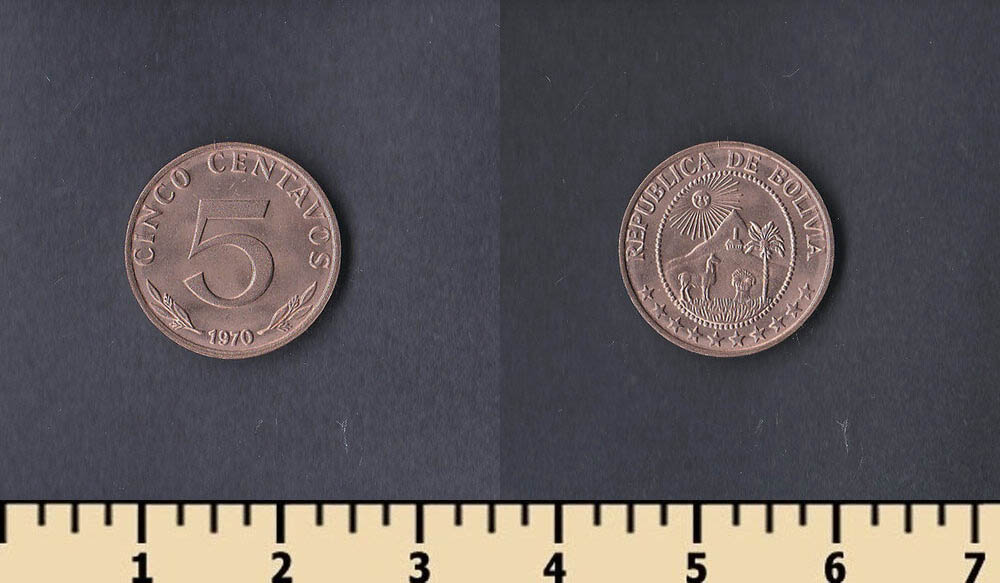 CINCO CENTAVOS
5
1970
REPUBLICA DE BOLIVIA
1 2 3 4 5 6 7